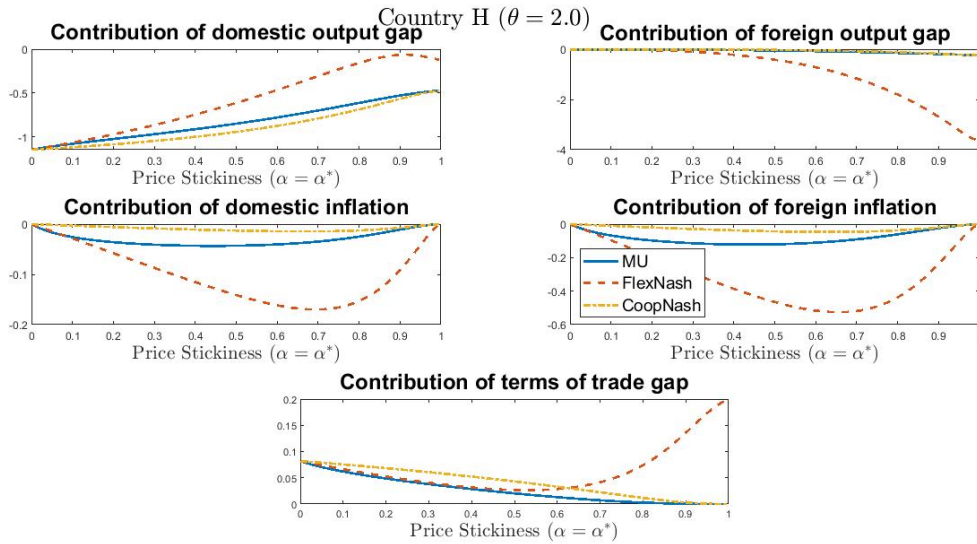 Country H (θ = 2.0)
Contribution of domestic output gap
0
-0.5
-1
0 0.1 0.2 0.3 0.4 0.5 0.6 0.7 0.8 0.9 1
Price Stickiness (α = α*)
Contribution of foreign output gap
0
-2
-4
0 0.1 0.2 0.3 0.4 0.5 0.6 0.7 0.8 0.9
Price Stickiness (α = α*)
Contribution of domestic inflation
0
-0.1
-0.2
0 0.1 0.2 0.3 0.4 0.5 0.6 0.7 0.8 0.9 1
Price Stickiness (α = α*)
Contribution of foreign inflation
0
-0.2
-0.4
-0.6
MU
FlexNash
CoopNash
0 0.1 0.2 0.3 0.4 0.5 0.6 0.7 0.8 0.9
Price Stickiness (α = α*)
Contribution of terms of trade gap
0.2
0.15
0.1
0.05
0
0 0.1 0.2 0.3 0.4 0.5 0.6 0.7 0.8 0.9 1
Price Stickiness (α = α*)